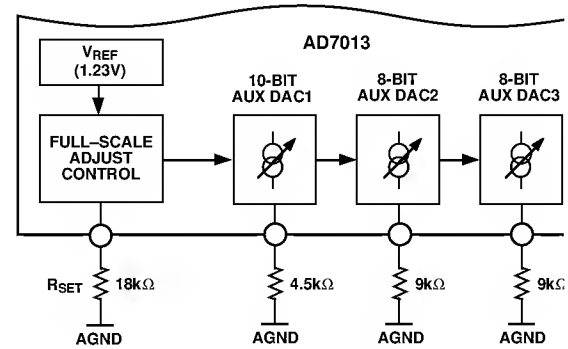 AD7013
VREF
(1.23V)
10-BIT
AUX DAC1
8-BIT
AUX DAC2
8-BIT
AUX DAC3
FULL–SCALE
ADJUST
CONTROL
RSET
18kΩ
4.5kΩ
9kΩ
9kΩ
AGND
AGND
AGND
AGND